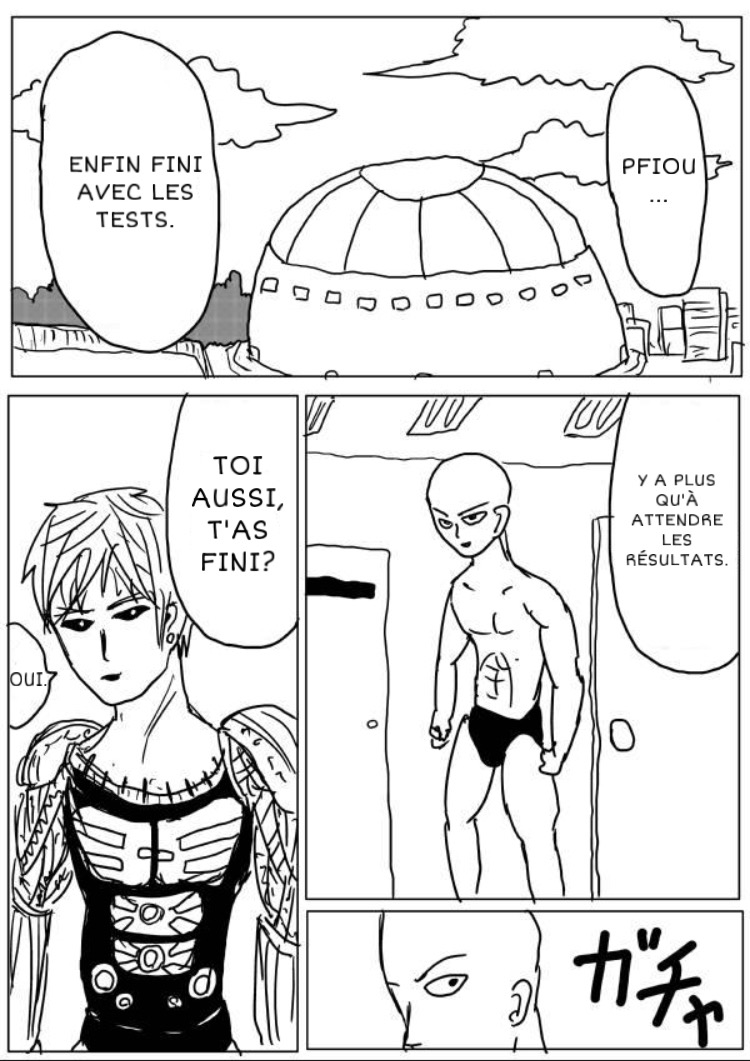 PFIOU
...
ENFIN FINI
AVEC LES
TESTS.
Y A PLUS
QU'À
ATTENDRE
LES
RÉSULTATS.
ガチャ
TOI
AUSSI,
T'AS
FINI?
OUI.